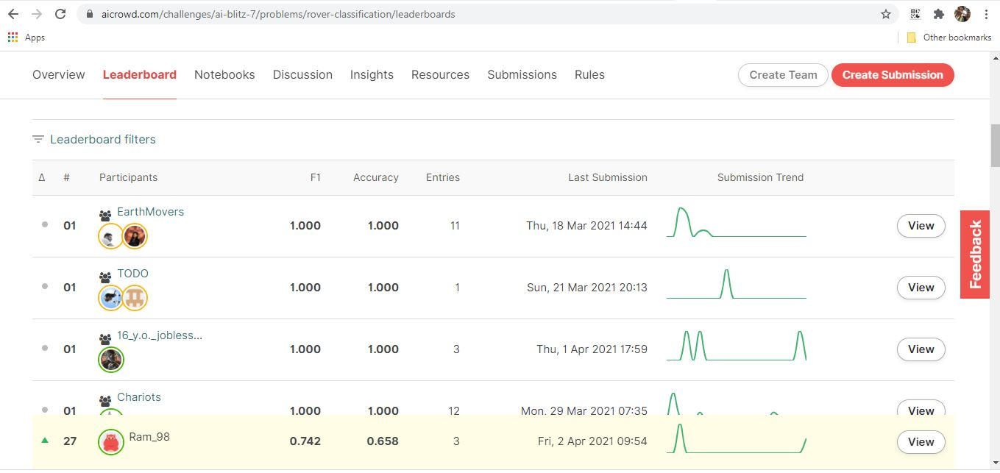 aicrowd.com/challenges/ai-blitz-7/problems/rover-classification/leaderboards
Apps
Other bookmarks
Overview Leaderboard Notebooks Discussion Insights Resources Submissions Rules Create Team Create Submission
Leaderboard filters
Δ # Participants F1 Accuracy Entries Last Submission Submission Trend
01 EarthMovers 1.000 1.000 11 Thu, 18 Mar 2021 14:44 View
01 TODO 1.000 1.000 1 Sun, 21 Mar 2021 20:13 View
01 16_y.o._jobless... 1.000 1.000 3 Thu, 1 Apr 2021 17:59 View
01 Chariots 1.000 1.000 12 Mon, 29 Mar 2021 07:35 View
27 Ram_98 0.742 0.658 3 Fri, 2 Apr 2021 09:54 View
Feedback